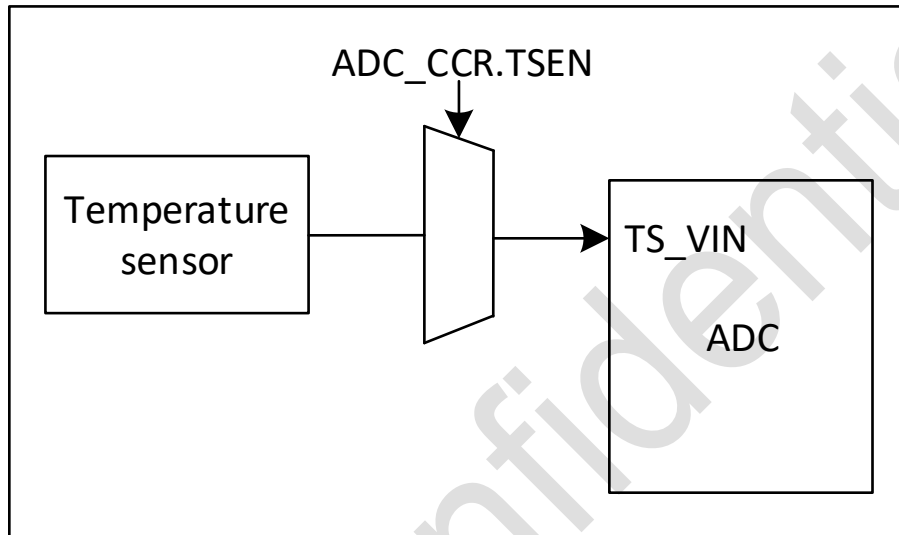 ADC_CCR.TSEN
Temperature
sensor
TS_VIN
ADC